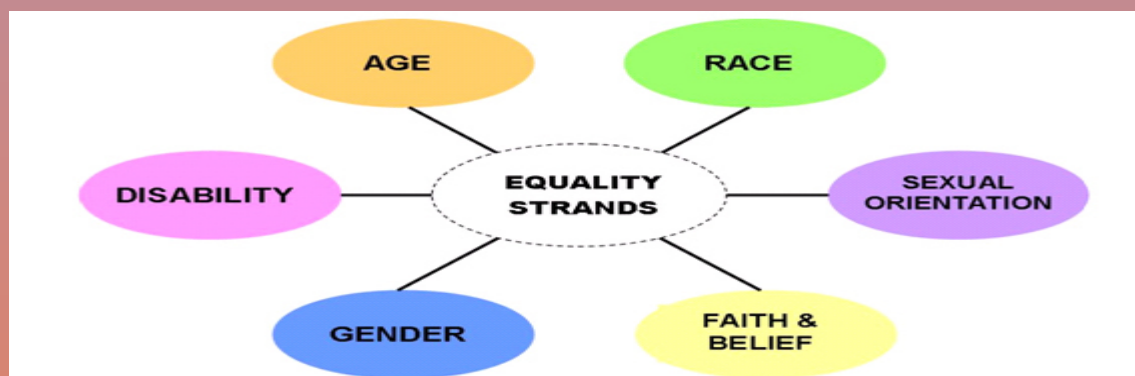 AGE
RACE
DISABILITY
EQUALITY
STRANDS
SEXUAL
ORIENTATION
GENDER
FAITH &
BELIEF